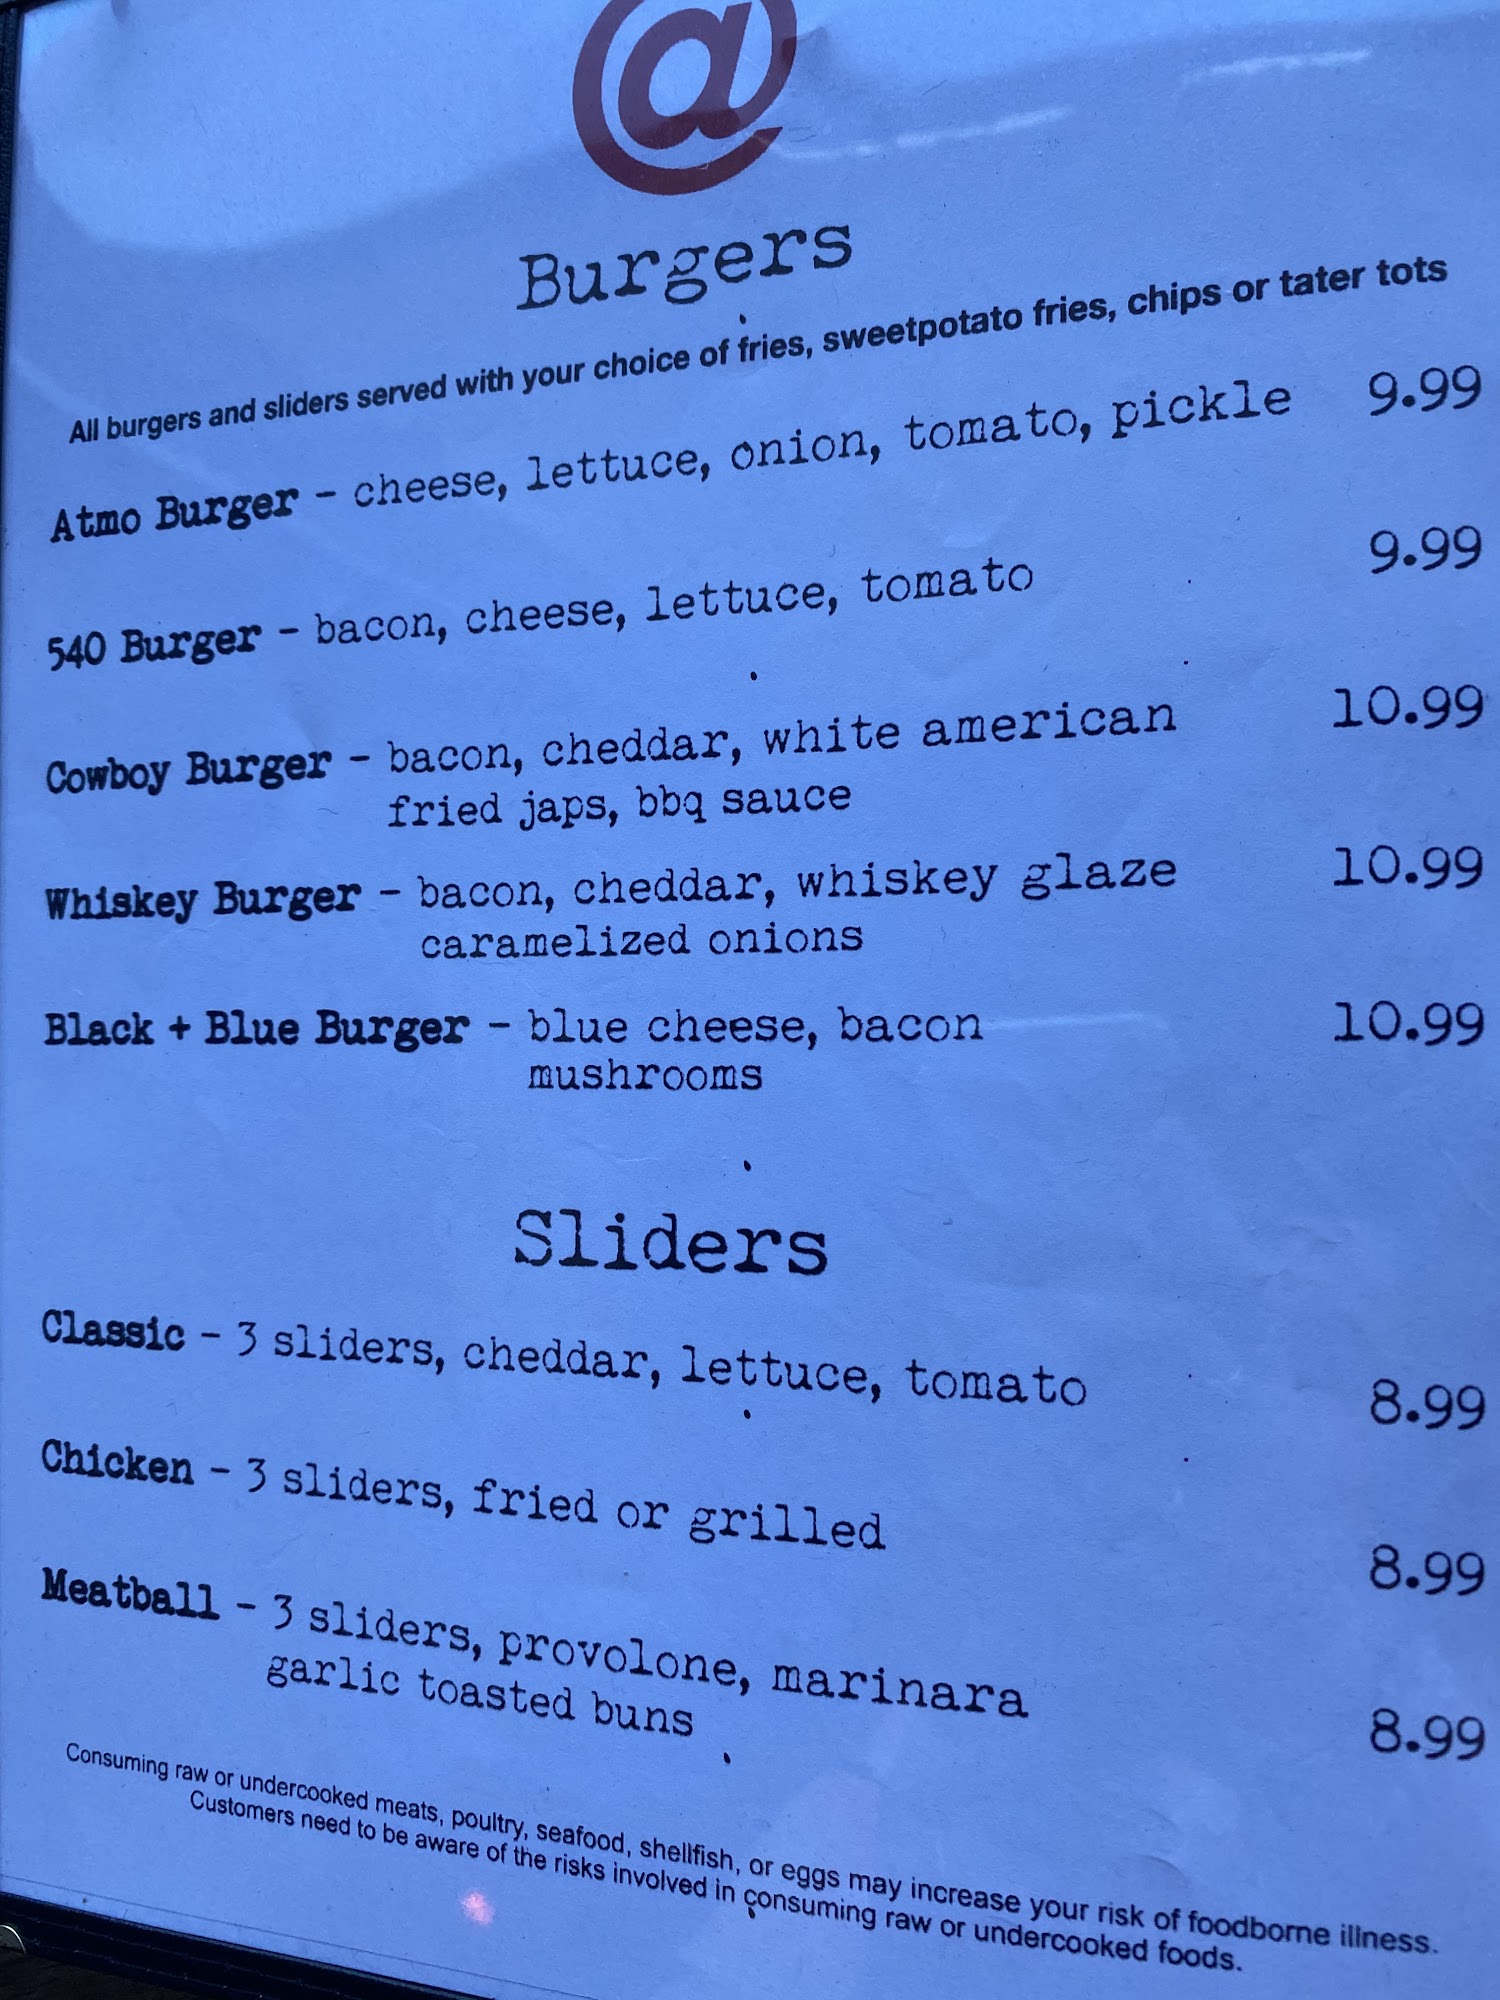 @
Burgers
All burgers and sliders served with your choice of fries, sweetpotato fries, chips or tater tots
Atmo Burger - cheese, lettuce, onion, tomato, pickle 9.99
540 Burger - bacon, cheese, lettuce, tomato 9.99
Cowboy Burger - bacon, cheddar, white american 10.99
fried japs, bbq sauce
Whiskey Burger - bacon, cheddar, whiskey glaze 10.99
caramelized onions
Black + Blue Burger - blue cheese, bacon 10.99
mushrooms
Sliders
Classic - 3 sliders, cheddar, lettuce, tomato 8.99
Chicken - 3 sliders, fried or grilled 8.99
Meatball - 3 sliders, provolone, marinara 8.99
garlic toasted buns
Consuming raw or undercooked meats, poultry, seafood, shellfish, or eggs may increase your risk of foodborne illness.
Customers need to be aware of the risks involved in consuming raw or undercooked foods.